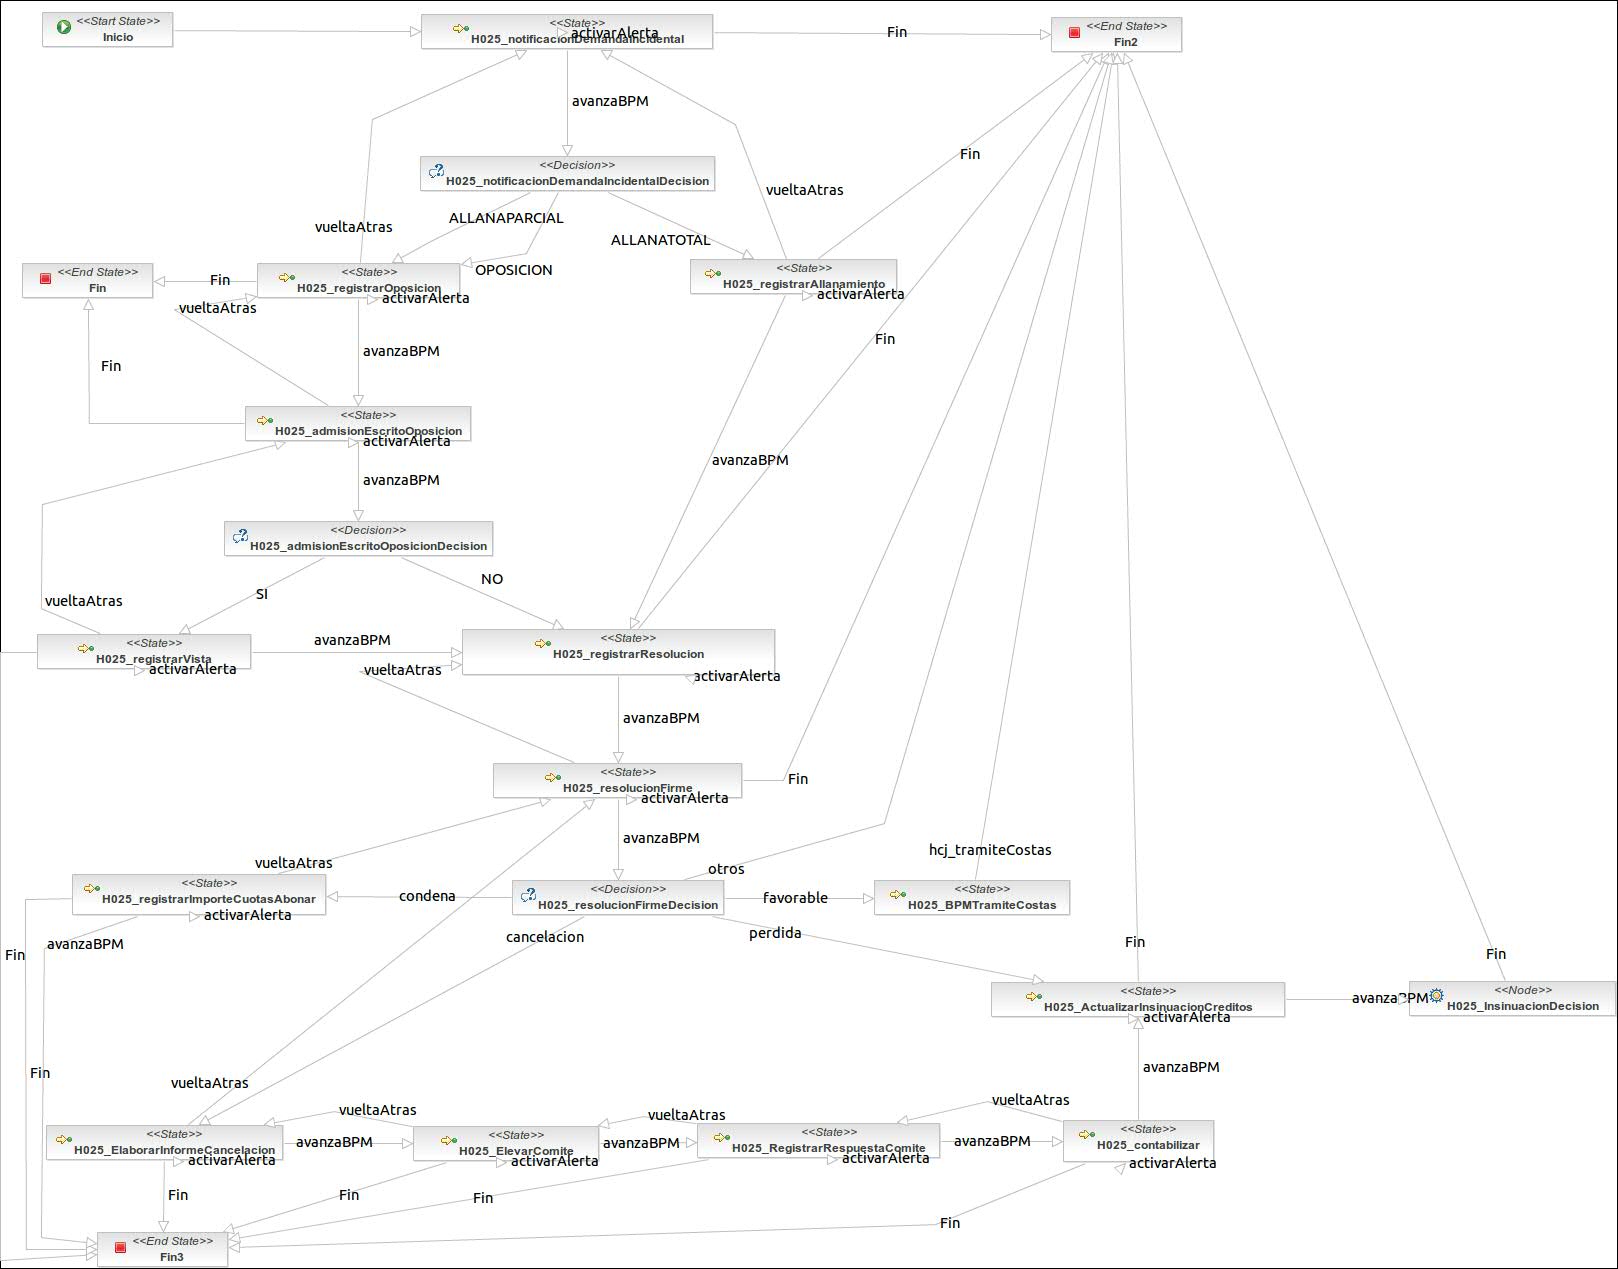 <<Start State>>
Inicio
<<State>>
activarAlerta
H025_notificacionDemandaIncidental
Fin
<<End State>>
Fin2
avanzaBPM
<<Decision>>
H025_notificacionDemandaIncidentalDecision
Fin
vueltaAtras
ALLANAPARCIAL
vueltaAtras
ALLANATOTAL
OPOSICION
<<End State>>
Fin
Fin
<<State>>
H025_registrarOposicion
activarAlerta
<<State>>
H025_registrarAllanamiento
activarAlerta
vueltaAtras
Fin
avanzaBPM
Fin
<<State>>
H025_admisionEscritoOposicion
activarAlerta
avanzaBPM
avanzaBPM
<<Decision>>
H025_admisionEscritoOposicionDecision
NO
SI
vueltaAtras
<<State>>
H025_registrarVista
activarAlerta
avanzaBPM
vueltaAtras
<<State>>
H025_registrarResolucion
activarAlerta
avanzaBPM
<<State>>
H025_resolucionFirme
activarAlerta
Fin
avanzaBPM
hcj_tramiteCostas
vueltaAtras
otros
<<State>>
H025_registrarImporteCuotasAbonar
activarAlerta
condena
<<Decision>>
H025_resolucionFirmeDecision
favorable
<<State>>
H025_BPMTramiteCostas
cancelacion
perdida
avanzaBPM
Fin
Fin
Fin
<<State>>
H025_ActualizarInsinuacionCreditos
activarAlerta
avanzaBPM
<<Node>>
H025_InsinuacionDecision
Fin
vueltaAtras
avanzaBPM
vueltaAtras
vueltaAtras
vueltaAtras
<<State>>
H025_ElaborarInformeCancelacion
activarAlerta
avanzaBPM
<<State>>
H025_ElevarComite
activarAlerta
avanzaBPM
<<State>>
H025_RegistrarRespuestaComite
activarAlerta
avanzaBPM
<<State>>
H025_contabilizar
activarAlerta
Fin
Fin
Fin
Fin
<<End State>>
Fin3